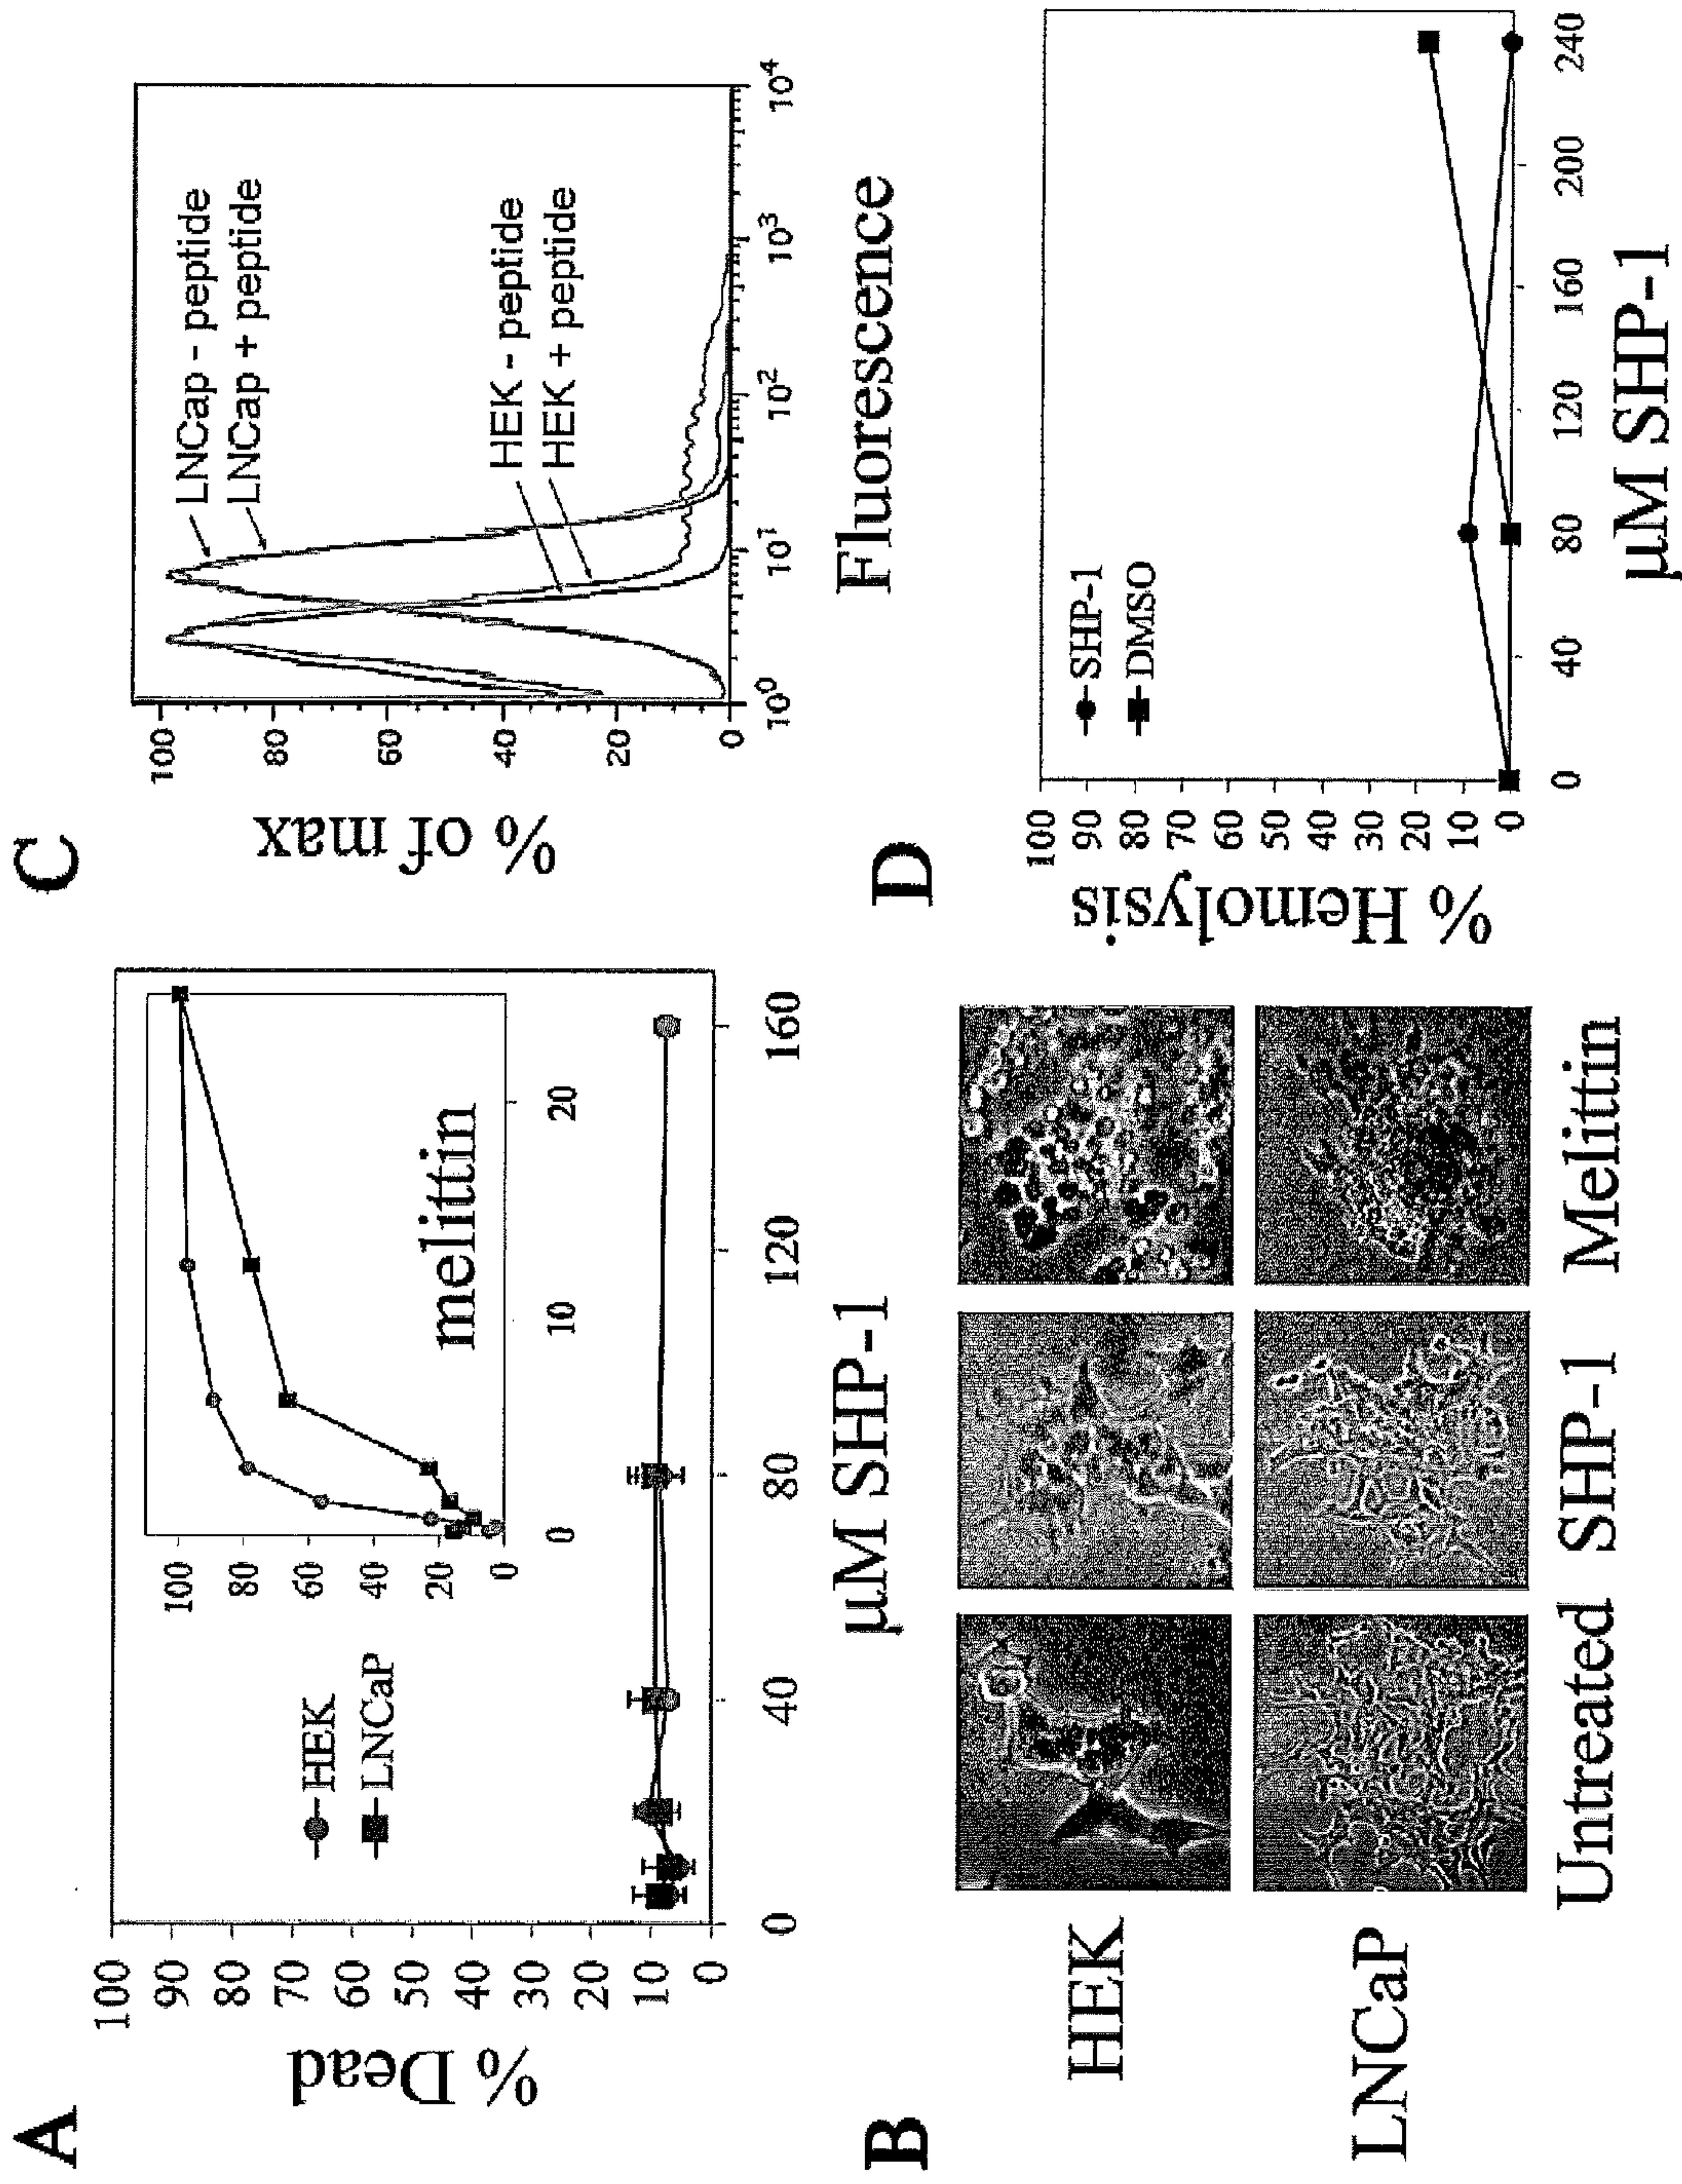 A
% Dead
100
90
80
70
60
50
40
30
20
10
0
HEK
LNCaP
100
80
60
40
20
0
melittin
0 10 20
0 40 80 120 160
µM SHP-1
B
HEK
LNCaP
Untreated SHP-1 Melittin
C
% of max
100
80
60
40
20
0
LNCap - peptide
LNCap + peptide
HEK - peptide
HEK + peptide
10⁰ 10¹ 10² 10³ 10⁴
Fluorescence
D
% Hemolysis
100
90
80
70
60
50
40
30
20
10
0
SHP-1
DMSO
0 40 80 120 160 200 240
µM SHP-1